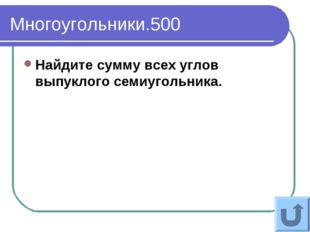 Многоугольники.500
Найдите сумму всех углов
выпуклого семиугольника.